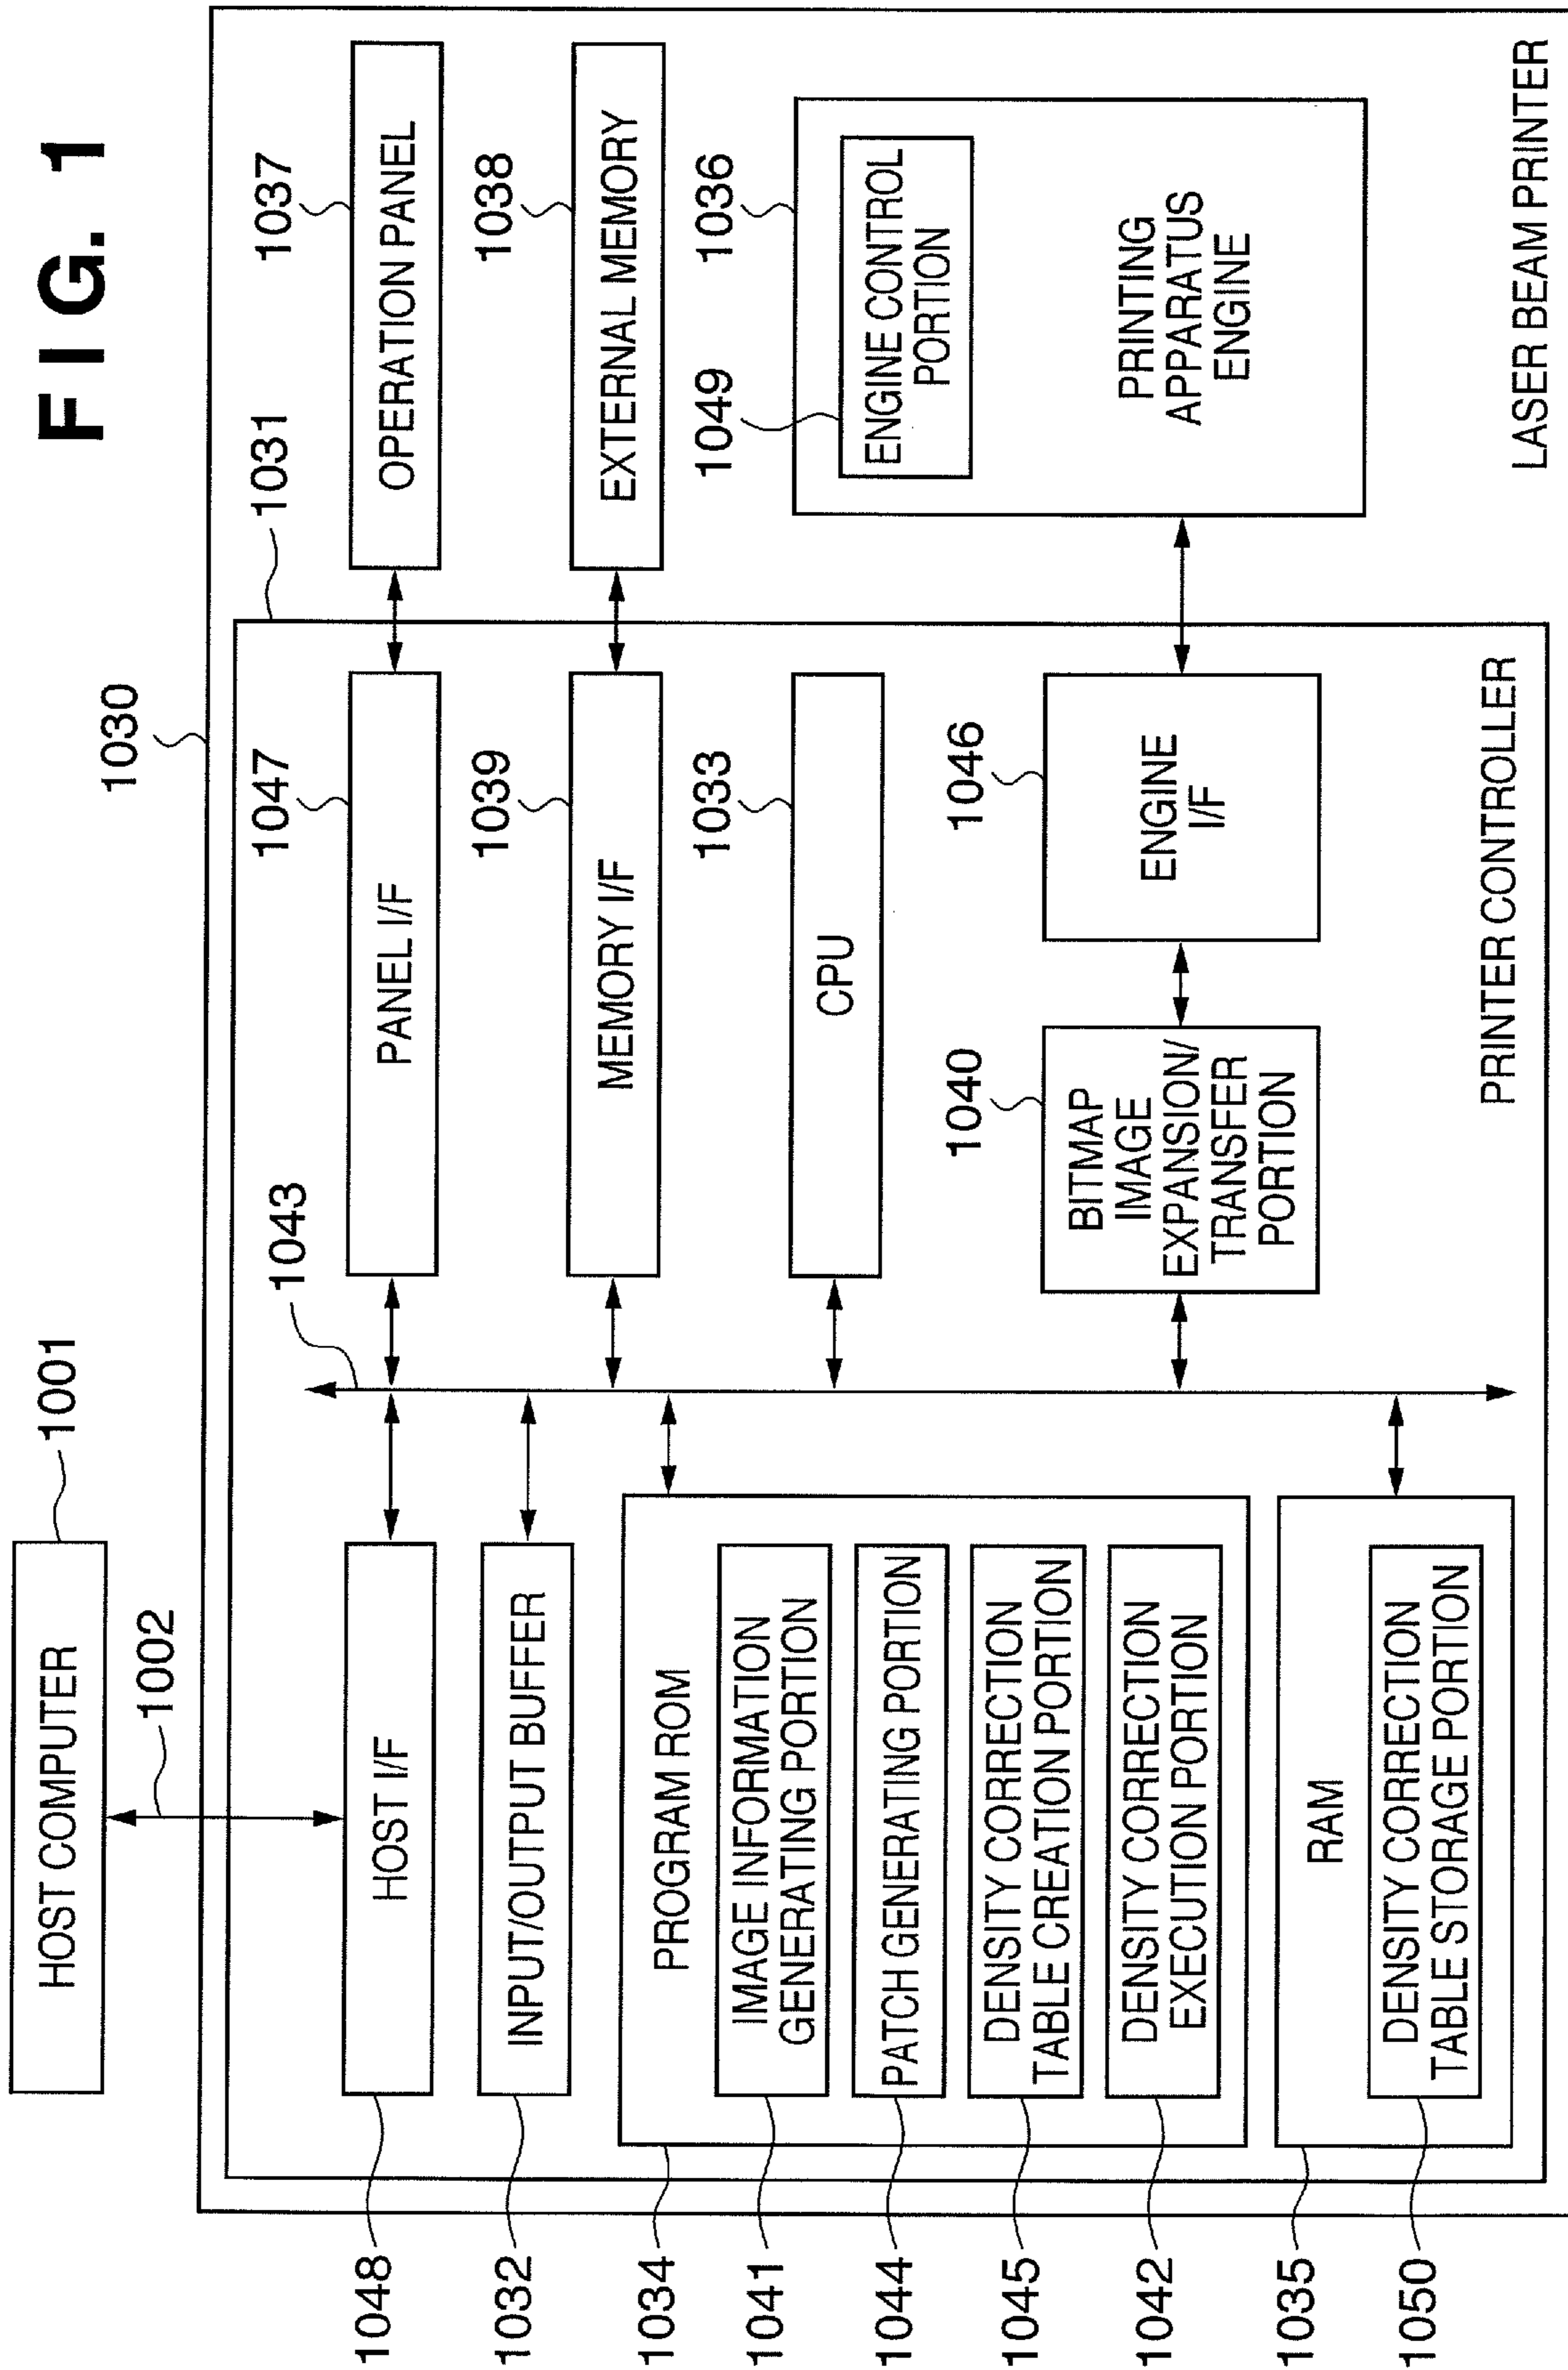 FIG. 1
HOST COMPUTER
1001
1002
1030
1031
1048
HOST I/F
1043
1047
PANEL I/F
1037
OPERATION PANEL
1032
INPUT/OUTPUT BUFFER
1039
MEMORY I/F
1038
EXTERNAL MEMORY
1034
PROGRAM ROM
1041
IMAGE INFORMATION
GENERATING PORTION
1044
PATCH GENERATING PORTION
1045
DENSITY CORRECTION
TABLE CREATION PORTION
1042
DENSITY CORRECTION
EXECUTION PORTION
1033
CPU
1036
1049
ENGINE CONTROL
PORTION
PRINTING
APPARATUS
ENGINE
1040
BITMAP
IMAGE
EXPANSION/
TRANSFER
PORTION
1046
ENGINE
I/F
1035
RAM
1050
DENSITY CORRECTION
TABLE STORAGE PORTION
PRINTER CONTROLLER
LASER BEAM PRINTER